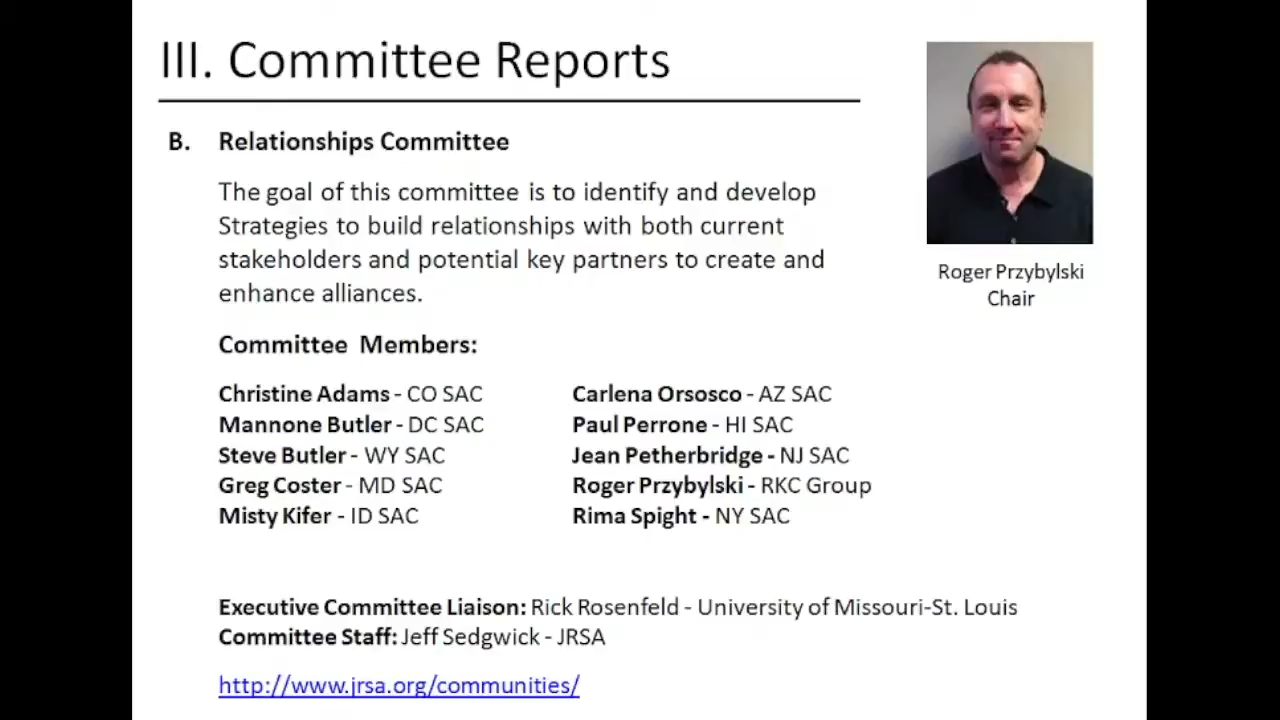 III. Committee Reports
B. Relationships Committee
The goal of this committee is to identify and develop
Strategies to build relationships with both current
stakeholders and potential key partners to create and
enhance alliances.
Roger Przybylski
Chair
Committee Members:
Christine Adams - CO SAC
Mannone Butler - DC SAC
Steve Butler - WY SAC
Greg Coster - MD SAC
Misty Kifer - ID SAC
Carlena Orsosco - AZ SAC
Paul Perrone - HI SAC
Jean Petherbridge - NJ SAC
Roger Przybylski - RKC Group
Rima Spight - NY SAC
Executive Committee Liaison: Rick Rosenfeld - University of Missouri-St. Louis
Committee Staff: Jeff Sedgwick - JRSA
http://www.jrsa.org/communities/